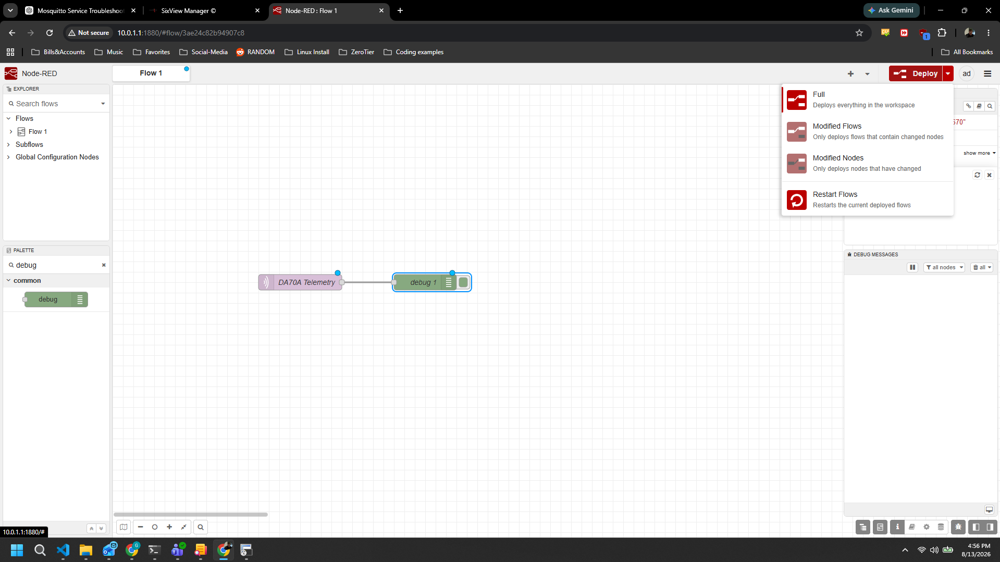 Mosquitto Service Troubleshoot
SixView Manager ©
Node-RED : Flow 1
Ask Gemini
Not secure
10.0.1.1:1880/#flow/3ae24c82b94907c8
1
Bills&Accounts
Music
Favorites
Social-Media
RANDOM
Linux Install
ZeroTier
Coding examples
All Bookmarks
Node-RED
Flow 1
Deploy
ad
EXPLORER
Search flows
Flows
Flow 1
Subflows
Global Configuration Nodes
Full
Deploys everything in the workspace
Modified Flows
Only deploys flows that contain changed nodes
Modified Nodes
Only deploys nodes that have changed
Restart Flows
Restarts the current deployed flows
670"
show more
PALETTE
debug
common
debug
DA70A Telemetry
debug 1
DEBUG MESSAGES
all nodes
all
10.0.1.1:1880/#
4:56 PM
8/13/2026